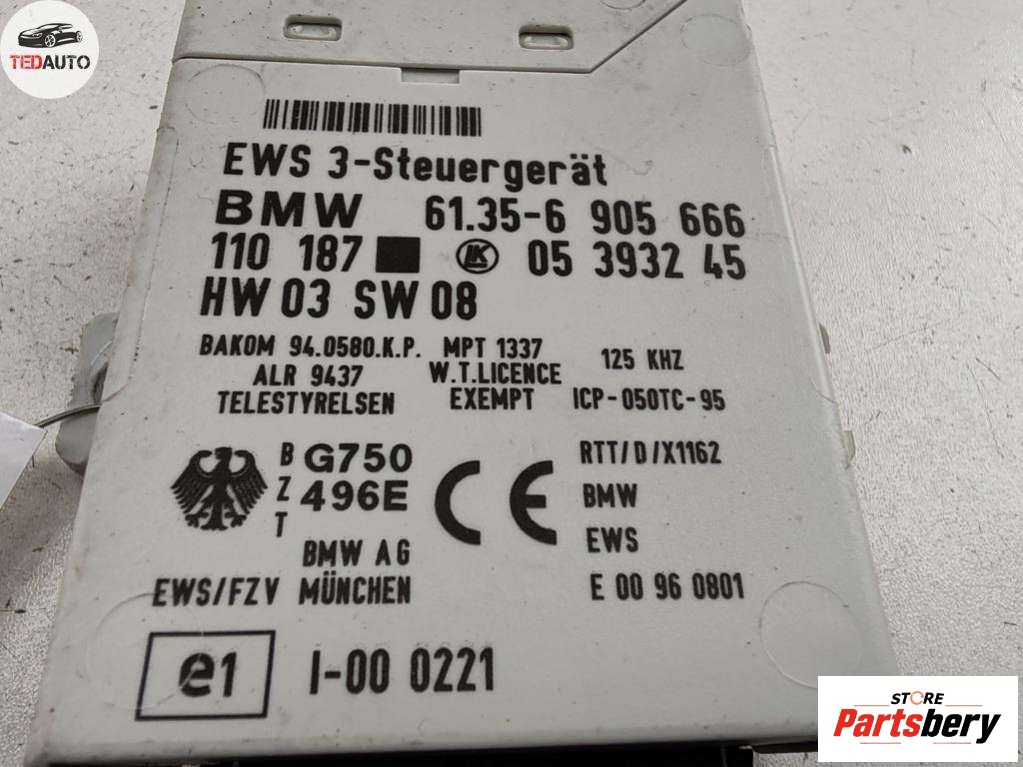 TEDAUTO
EWS 3-Steuergerät
BMW 61.35-6 905 666
110 187 LK 05 3932 45
HW 03 SW 08
BAKOM 94.0580.K.P. MPT 1337 125 KHZ
ALR 9437 W.T.LICENCE
TELESTYRELSEN EXEMPT ICP-050TC-95
B G750 RTT/D/X1162
Z 496E CE BMW
T
BMW AG EWS
EWS/FZV MÜNCHEN E 00 96 0801
e1 I-00 0221
STORE
Partsbery